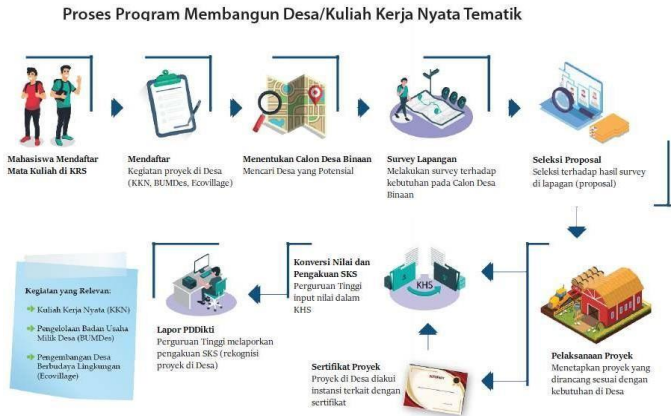 Proses Program Membangun Desa/Kuliah Kerja Nyata Tematik
Mahasiswa Mendaftar
Mata Kuliah di KRS
Mendaftar
Kegiatan proyek di Desa
(KKN, BUMDes, Ecovillage)
Menentukan Calon Desa Binaan
Mencari Desa yang Potensial
Survey Lapangan
Melakukan survey terhadap
kebutuhan pada Calon Desa
Binaan
Seleksi Proposal
Seleksi terhadap hasil survey
di lapangan (proposal)
Pelaksanaan Proyek
Menetapkan proyek yang
dirancang sesuai dengan
kebutuhan di Desa
Sertifikat Proyek
Proyek di Desa diakui
instansi terkait dengan
sertifikat
Konversi Nilai dan
Pengakuan SKS
Perguruan Tinggi
input nilai dalam
KHS
KHS
Lapor PDDikti
Perguruan Tinggi melaporkan
pengakuan SKS (rekognisi
proyek di Desa)
Kegiatan yang Relevan:
Kuliah Kerja Nyata (KKN)
Pengelolaan Badan Usaha
Milik Desa (BUMDes)
Pengembangan Desa
Berbudaya Lingkungan
(Ecovillage)